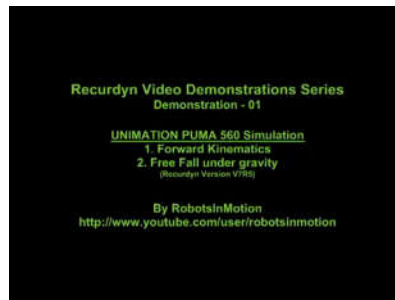 Recurdyn Video Demonstrations Series
Demonstration - 01
UNIMATION PUMA 560 Simulation
1. Forward Kinematics
2. Free Fall under gravity
(Recurdyn Version V7R5)
By RobotsInMotion
http://www.youtube.com/user/robotsinmotion